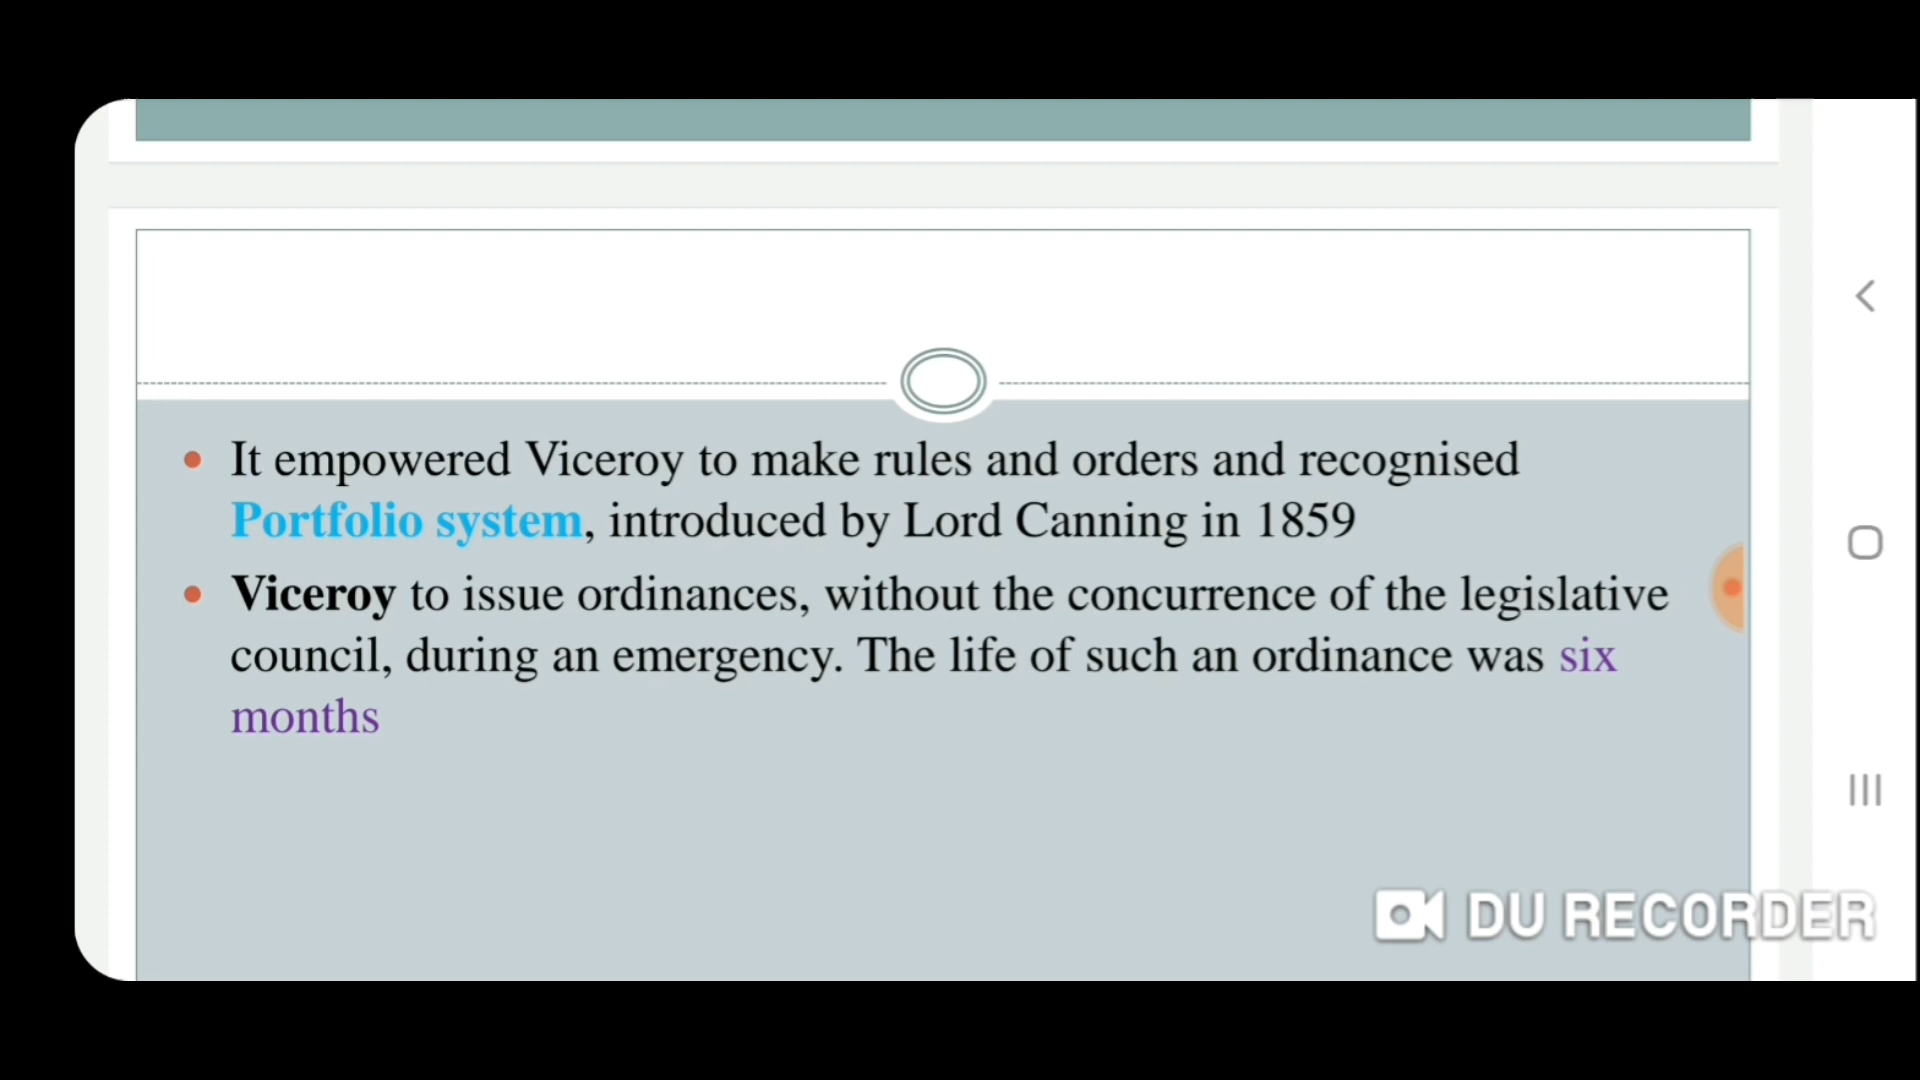 It empowered Viceroy to make rules and orders and recognised
Portfolio system, introduced by Lord Canning in 1859
Viceroy to issue ordinances, without the concurrence of the legislative
council, during an emergency. The life of such an ordinance was six
months
DU RECORDER